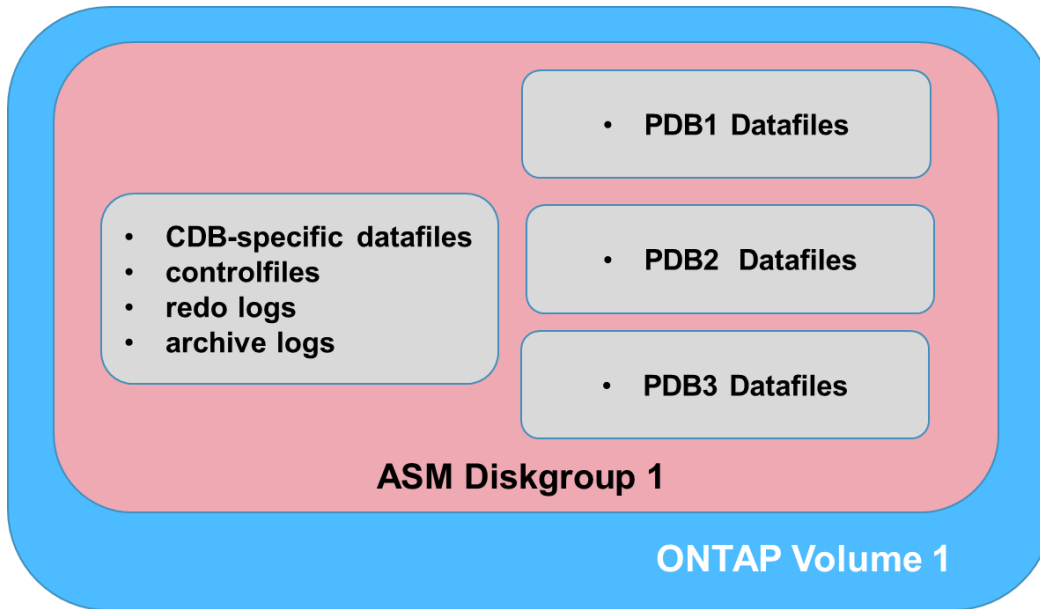 • PDB1 Datafiles
• CDB-specific datafiles
• controlfiles
• redo logs
• archive logs
• PDB2 Datafiles
• PDB3 Datafiles
ASM Diskgroup 1
ONTAP Volume 1